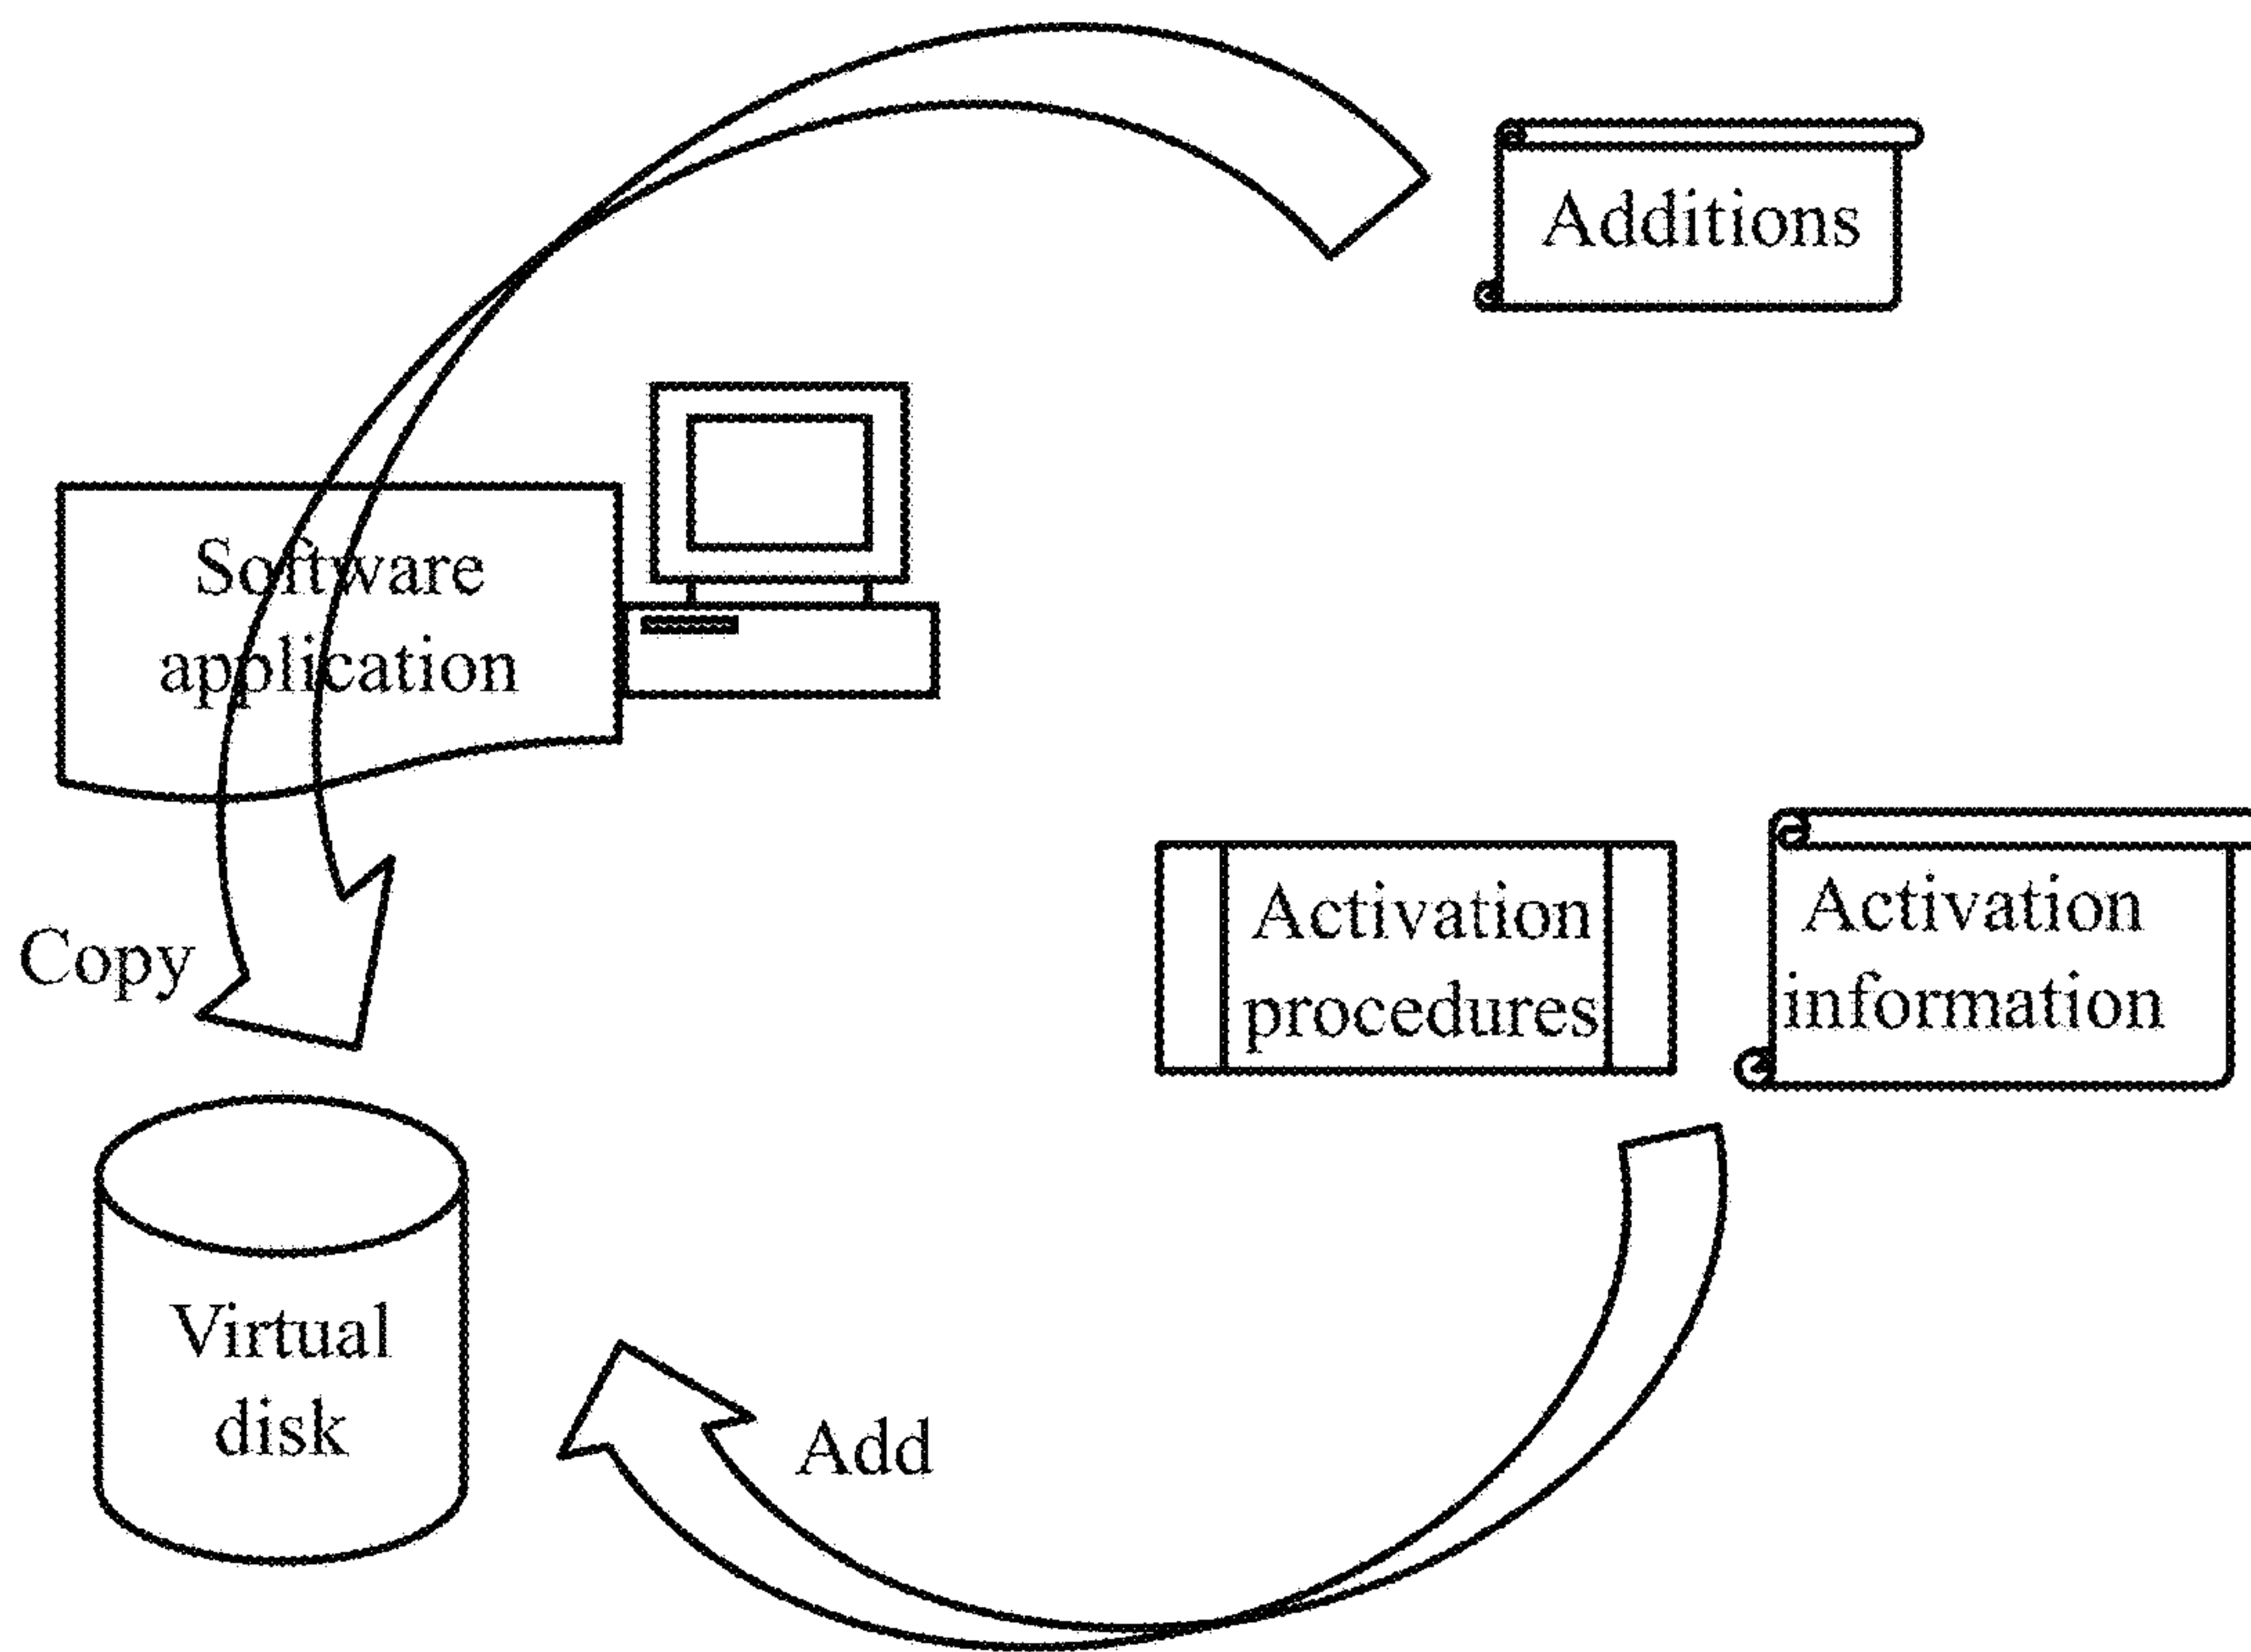 Additions
Software
application
Activation
procedures
Activation
information
Copy
Virtual
disk
Add